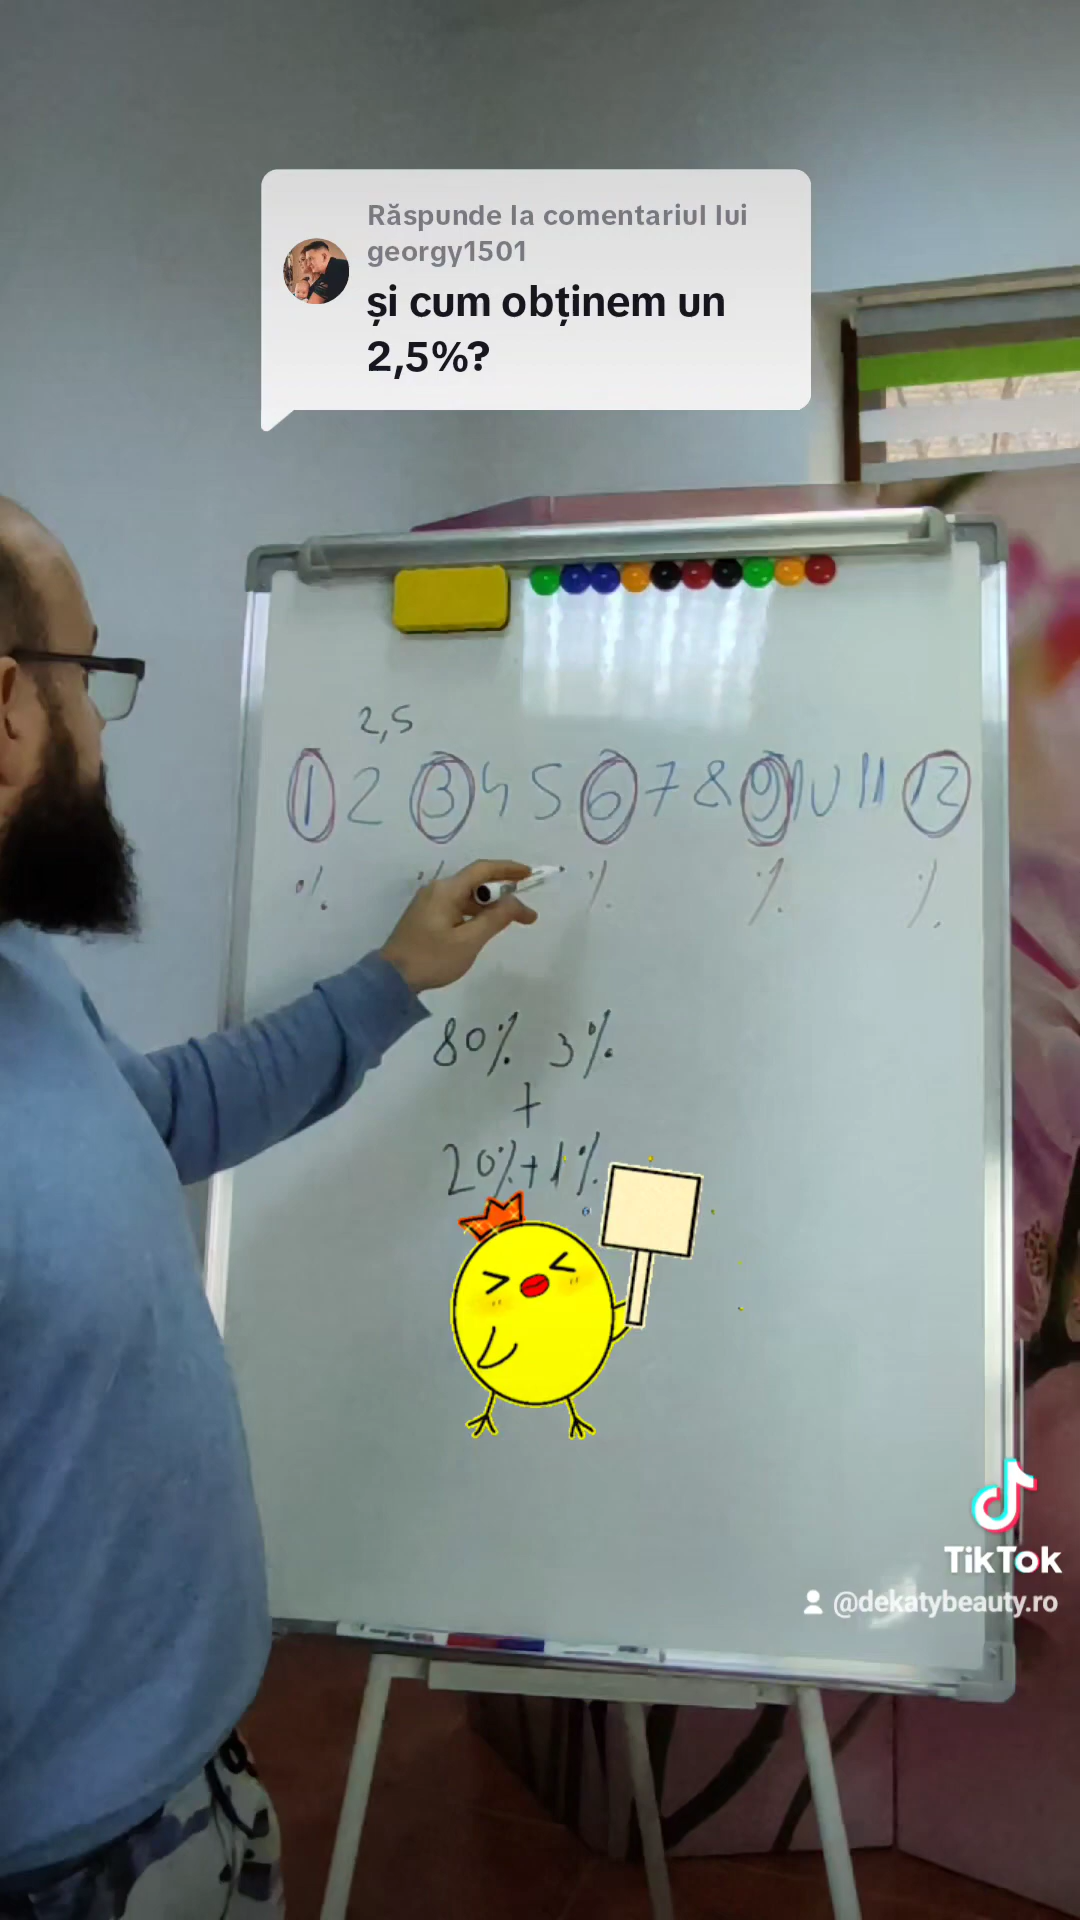 Răspunde la comentariul lui
georgy1501
și cum obținem un
2,5%?
2,5
1 2 3 4 5 6 7 8 9 10 11 12
% % % % %
80% 3%
+
20%+1%
TikTok
@dekatybeauty.ro